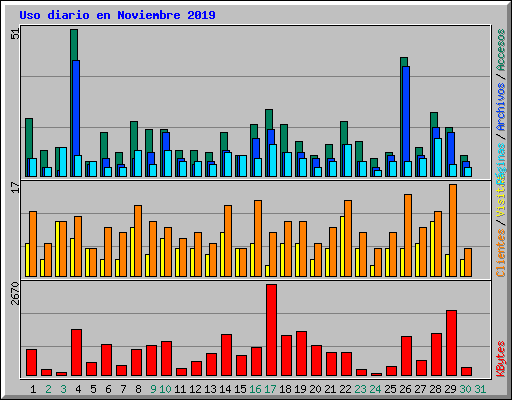 Uso diario en Noviembre 2019
51
17
2670
Accesos / Archivos / Páginas
Clientes / Visitas
KBytes
1 2 3 4 5 6 7 8 9 10 11 12 13 14 15 16 17 18 19 20 21 22 23 24 25 26 27 28 29 30 31